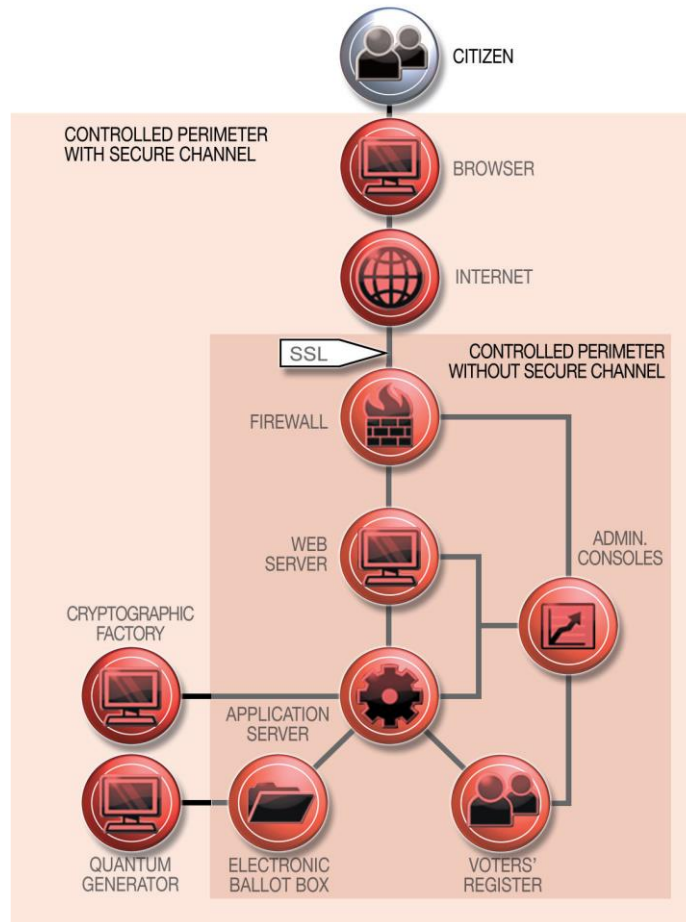 CITIZEN
CONTROLLED PERIMETER
WITH SECURE CHANNEL
BROWSER
INTERNET
SSL
CONTROLLED PERIMETER
WITHOUT SECURE CHANNEL
FIREWALL
WEB
SERVER
ADMIN.
CONSOLES
CRYPTOGRAPHIC
FACTORY
APPLICATION
SERVER
QUANTUM
GENERATOR
ELECTRONIC
BALLOT BOX
VOTERS'
REGISTER